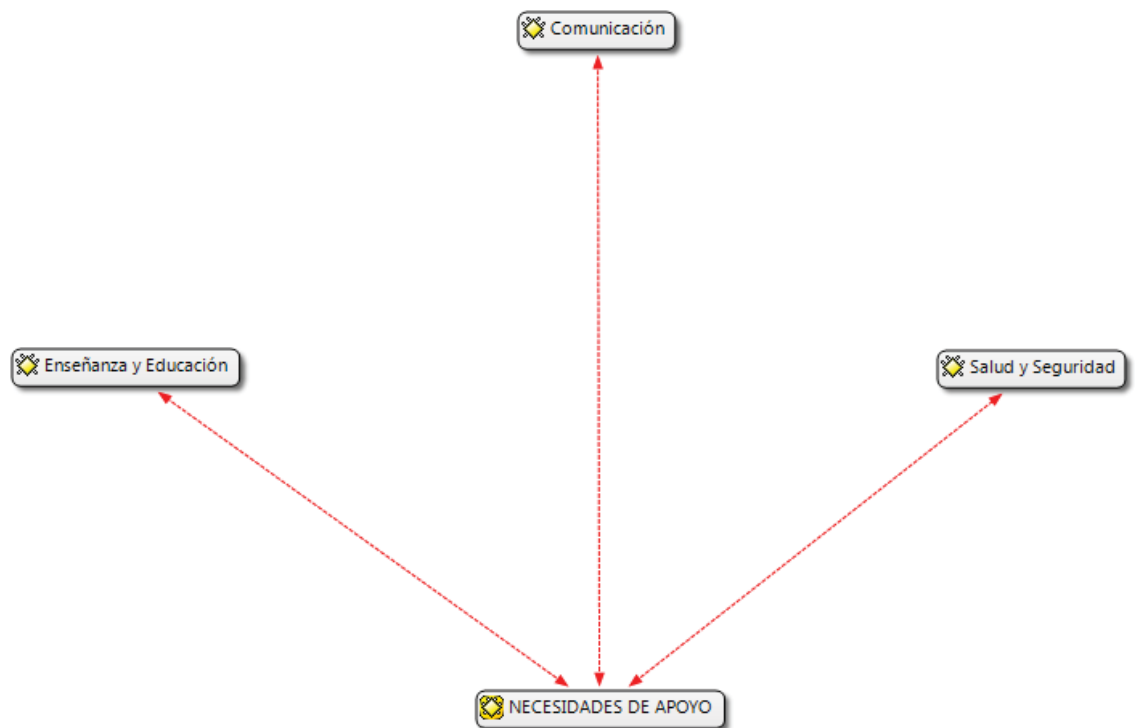 Comunicación
Enseñanza y Educación
Salud y Seguridad
NECESIDADES DE APOYO